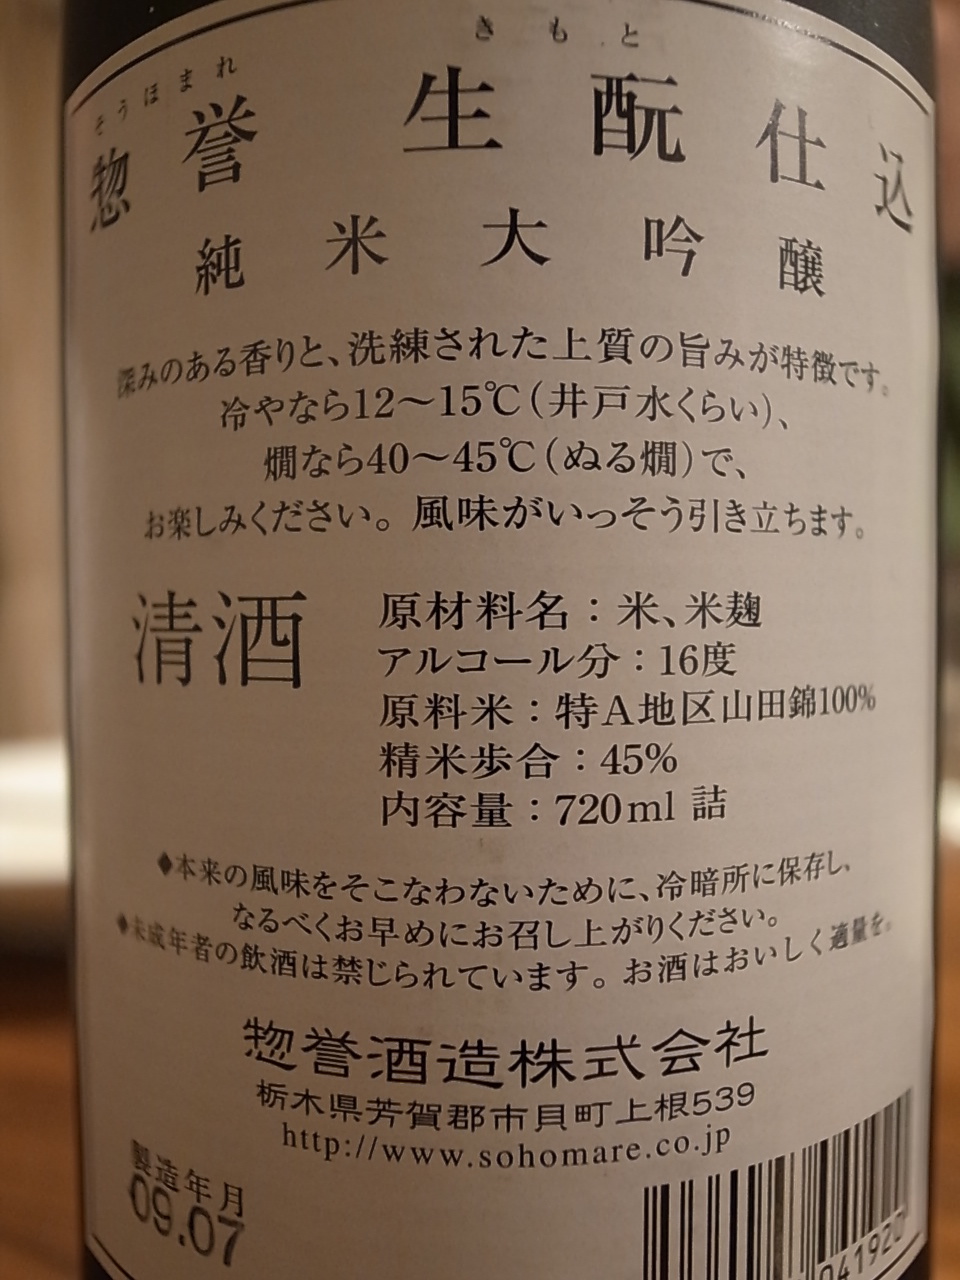 きもと
そうほまれ
惣誉 生酛仕込
純米大吟醸
深みのある香りと、洗練された上質の旨みが特徴です。
冷やなら12〜15℃（井戸水くらい）、
燗なら40〜45℃（ぬる燗）で、
お楽しみください。風味がいっそう引き立ちます。
清酒
原材料名：米、米麹
アルコール分：16度
原料米：特A地区山田錦100%
精米歩合：45%
内容量：720ml 詰
◆本来の風味をそこなわないために、冷暗所に保存し、
なるべくお早めにお召し上がりください。
◆未成年者の飲酒は禁じられています。お酒はおいしく適量を。
惣誉酒造株式会社
栃木県芳賀郡市貝町上根539
http://www.sohomare.co.jp
製造年月
09.07
041920